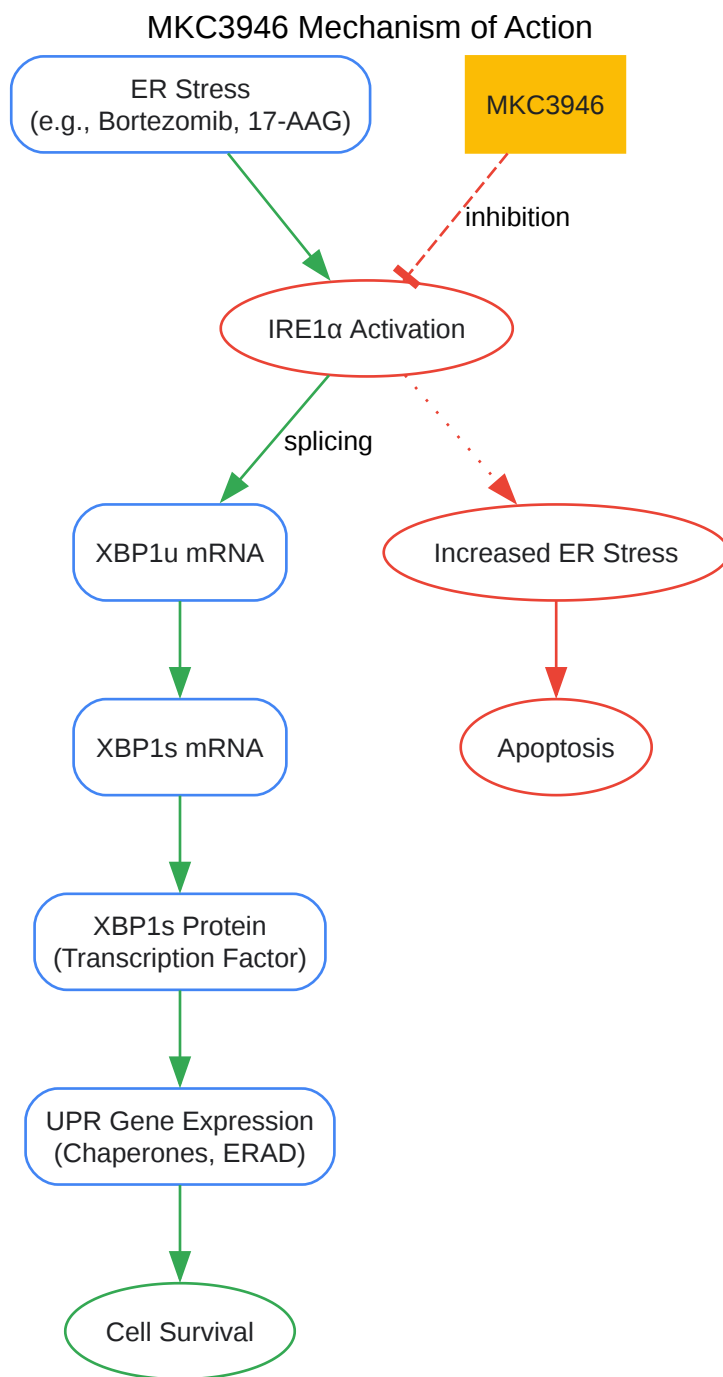 MKC3946 Mechanism of Action
ER Stress
(e.g., Bortezomib, 17-AAG)
MKC3946
inhibition
IRE1α Activation
splicing
XBP1u mRNA
Increased ER Stress
XBP1s mRNA
Apoptosis
XBP1s Protein
(Transcription Factor)
UPR Gene Expression
(Chaperones, ERAD)
Cell Survival